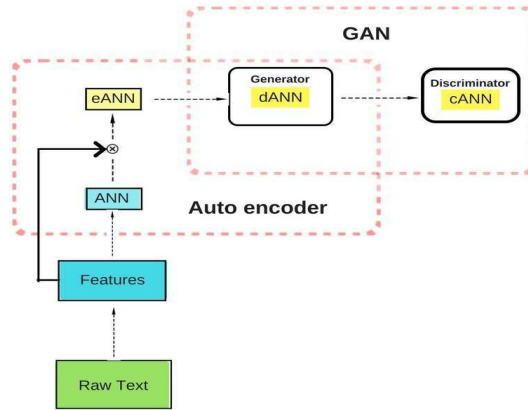 GAN
Generator
dANN
Discriminator
cANN
eANN
ANN
Auto encoder
Features
Raw Text